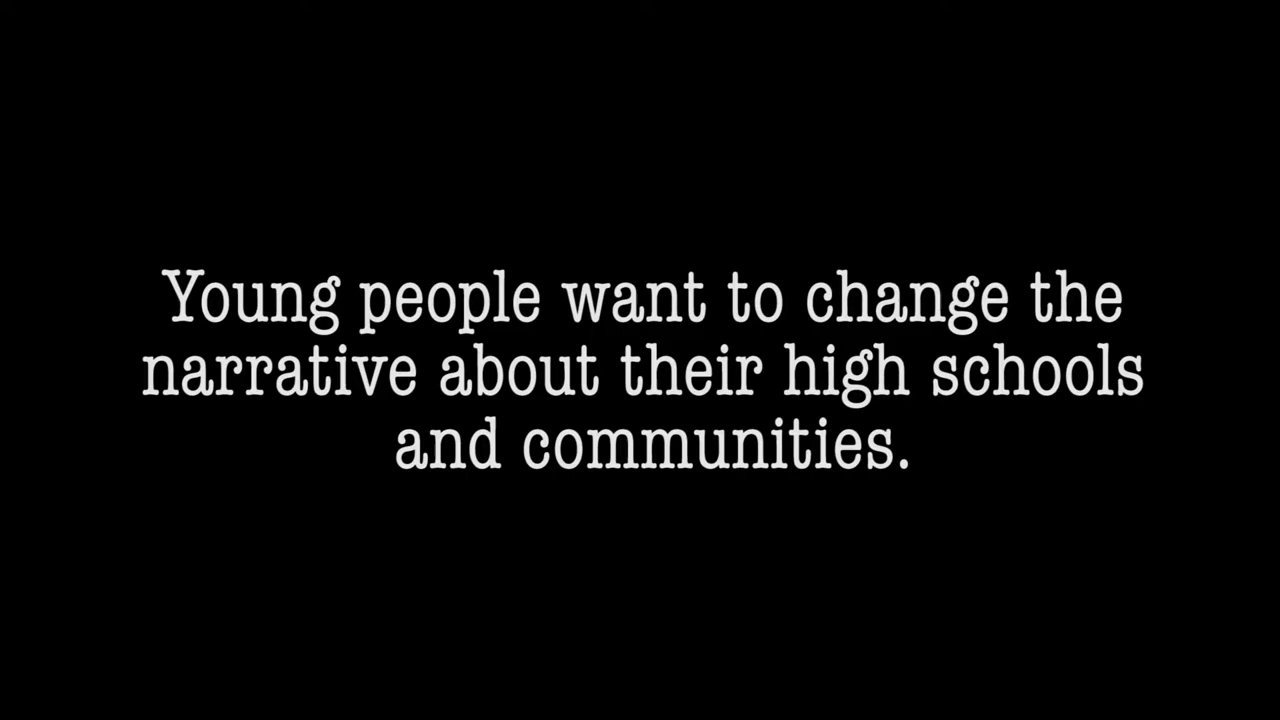 Young people want to change the
narrative about their high schools
and communities.